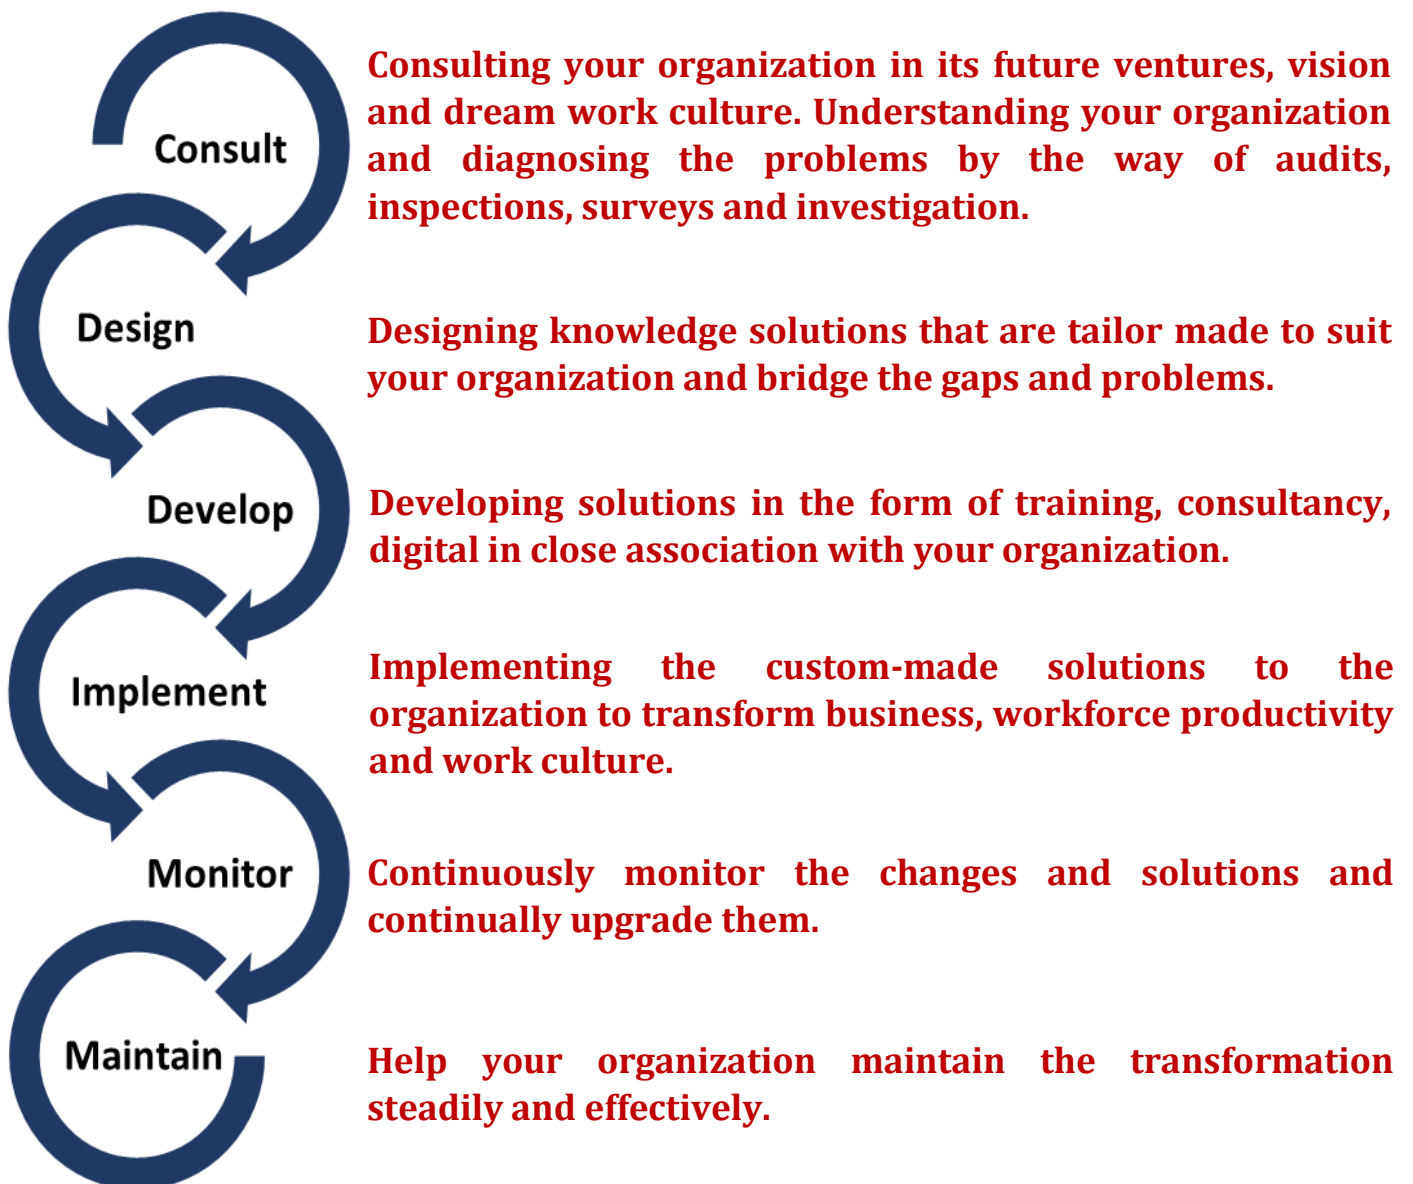 Consult
Consulting your organization in its future ventures, vision
and dream work culture. Understanding your organization
and diagnosing the problems by the way of audits,
inspections, surveys and investigation.
Design
Designing knowledge solutions that are tailor made to suit
your organization and bridge the gaps and problems.
Develop
Developing solutions in the form of training, consultancy,
digital in close association with your organization.
Implement
Implementing the custom-made solutions to the
organization to transform business, workforce productivity
and work culture.
Monitor
Continuously monitor the changes and solutions and
continually upgrade them.
Maintain
Help your organization maintain the transformation
steadily and effectively.